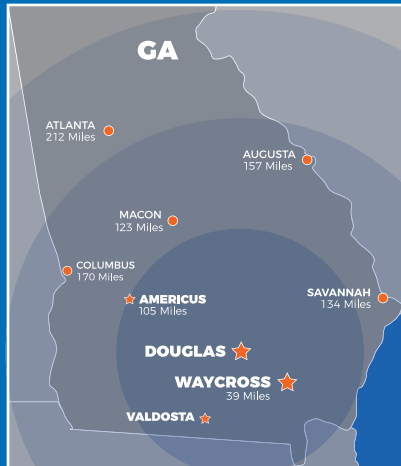 GA
ATLANTA
212 Miles
AUGUSTA
157 Miles
MACON
123 Miles
COLUMBUS
170 Miles
AMERICUS
105 Miles
SAVANNAH
134 Miles
DOUGLAS
WAYCROSS
39 Miles
VALDOSTA